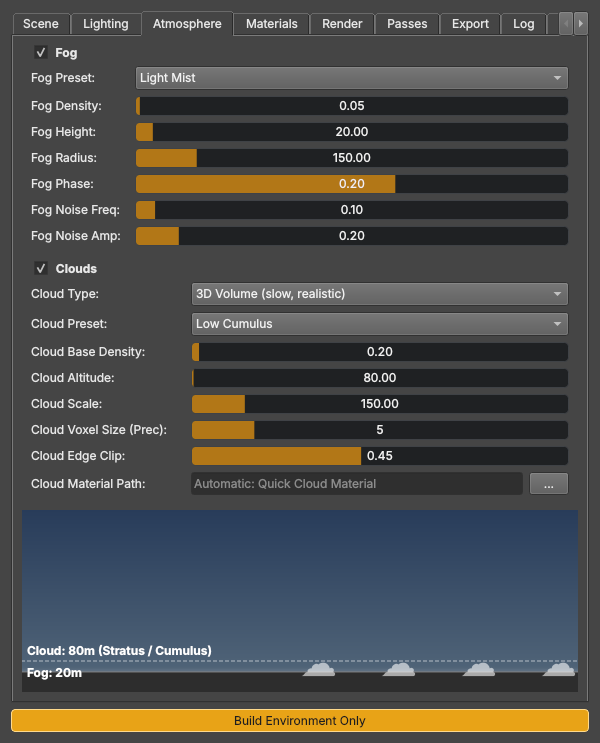 Scene Lighting Atmosphere Materials Render Passes Export Log
Fog
Fog Preset: Light Mist
Fog Density: 0.05
Fog Height: 20.00
Fog Radius: 150.00
Fog Phase: 0.20
Fog Noise Freq: 0.10
Fog Noise Amp: 0.20
Clouds
Cloud Type: 3D Volume (slow, realistic)
Cloud Preset: Low Cumulus
Cloud Base Density: 0.20
Cloud Altitude: 80.00
Cloud Scale: 150.00
Cloud Voxel Size (Prec): 5
Cloud Edge Clip: 0.45
Cloud Material Path: Automatic: Quick Cloud Material ...
Cloud: 80m (Stratus / Cumulus)
Fog: 20m
Build Environment Only